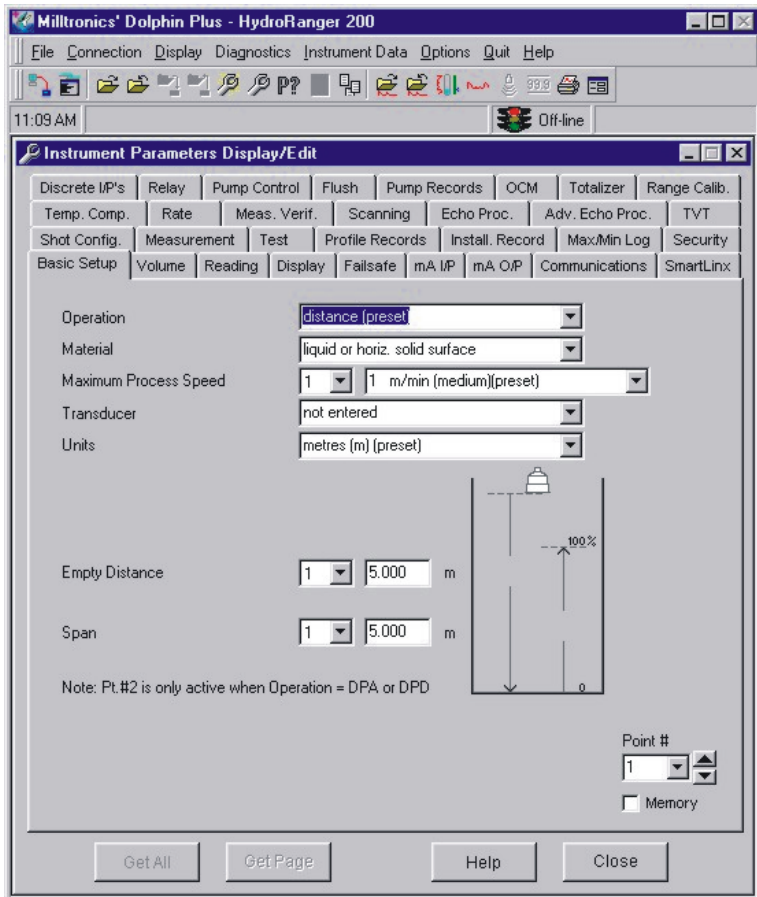 Milltronics' Dolphin Plus - HydroRanger 200
File Connection Display Diagnostics Instrument Data Options Quit Help
P? 99.9
11:09 AM Off-line
Instrument Parameters Display/Edit
Discrete I/P's Relay Pump Control Flush Pump Records OCM Totalizer Range Calib.
Temp. Comp. Rate Meas. Verif. Scanning Echo Proc. Adv. Echo Proc. TVT
Shot Config. Measurement Test Profile Records Install. Record Max/Min Log Security
Basic Setup Volume Reading Display Failsafe mA I/P mA O/P Communications SmartLinx
Operation distance (preset)
Material liquid or horiz. solid surface
Maximum Process Speed 1 1 m/min (medium)(preset)
Transducer not entered
Units metres (m) (preset)
100%
Empty Distance 1 5.000 m
Span 1 5.000 m
0
Note: Pt.#2 is only active when Operation = DPA or DPD
Point #
1
Memory
Get All Get Page Help Close